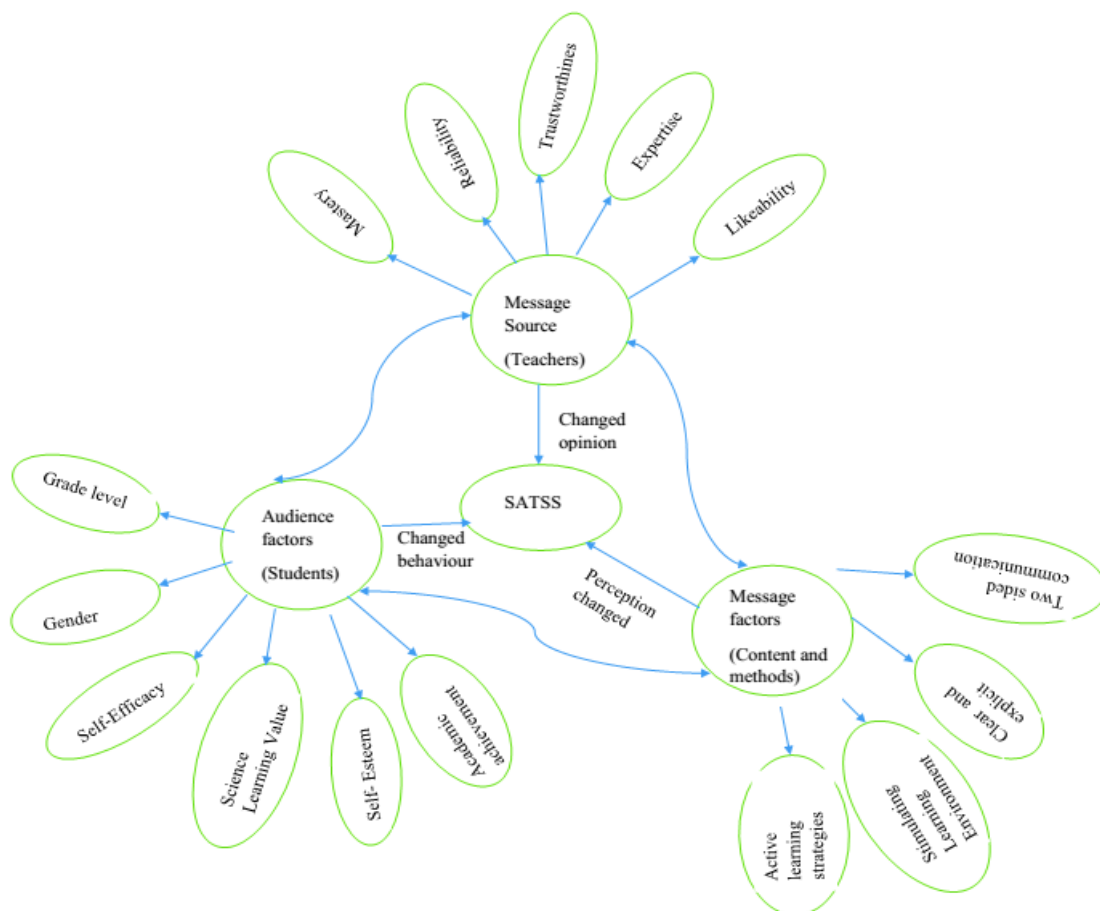 Trustworthines
Reliability
Expertise
Mastery
Likeability
Message
Source
(Teachers)
Changed
opinion
SATSS
Grade level
Audience
factors
(Students)
Changed
behaviour
Perception
changed
Message
factors
(Content and
methods)
Two sided
communication
Gender
Self-Efficacy
Science
Learning Value
Self- Esteem
Academic
achievement
Clear and
explicit
Stimulating
Learning
Environment
Active
learning
strategies